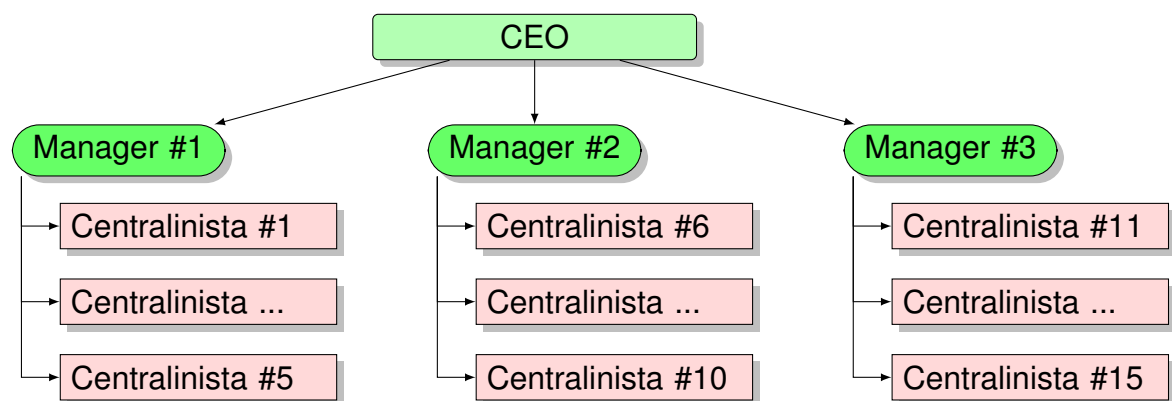 CEO
Manager #1
Manager #2
Manager #3
Centralinista #1
Centralinista #6
Centralinista #11
Centralinista ...
Centralinista ...
Centralinista ...
Centralinista #5
Centralinista #10
Centralinista #15